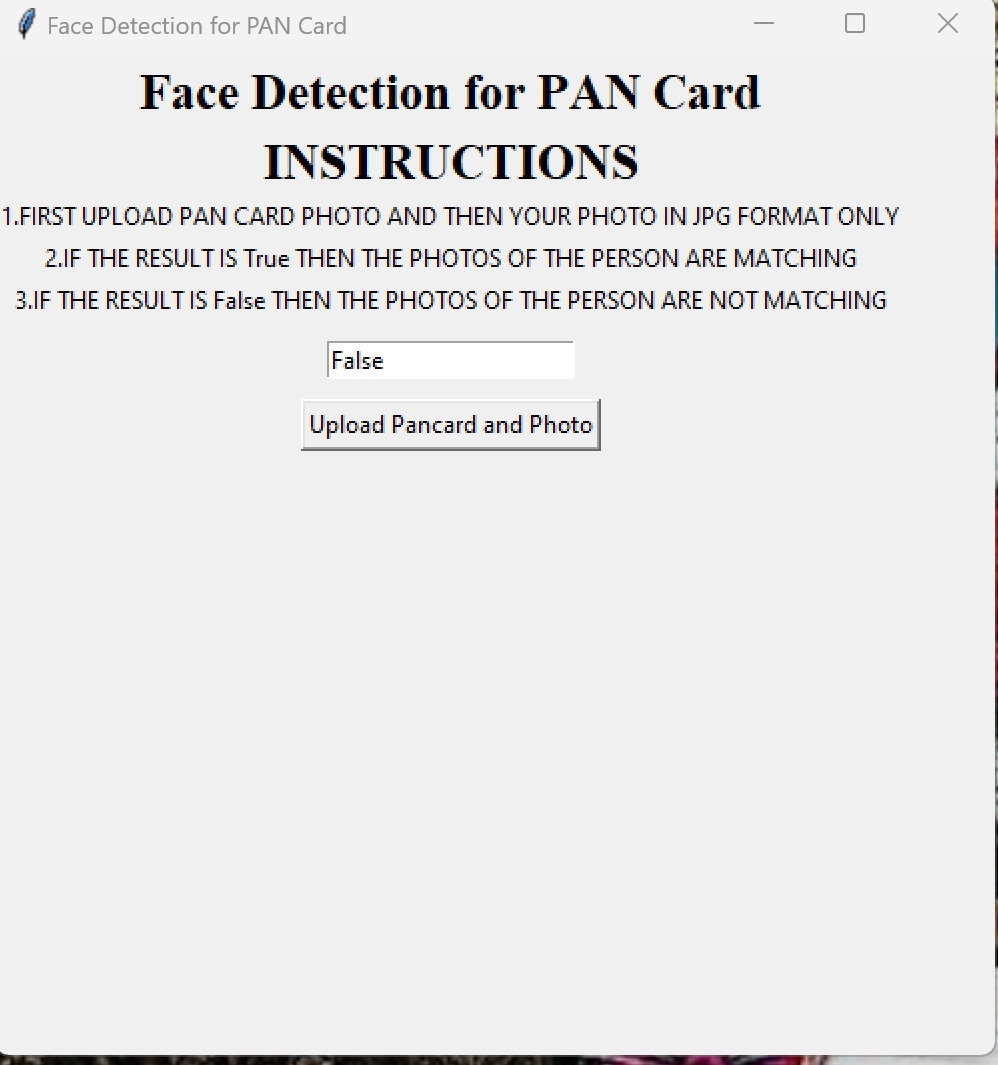 Face Detection for PAN Card
Face Detection for PAN Card
INSTRUCTIONS
1.FIRST UPLOAD PAN CARD PHOTO AND THEN YOUR PHOTO IN JPG FORMAT ONLY
2.IF THE RESULT IS True THEN THE PHOTOS OF THE PERSON ARE MATCHING
3.IF THE RESULT IS False THEN THE PHOTOS OF THE PERSON ARE NOT MATCHING
False
Upload Pancard and Photo